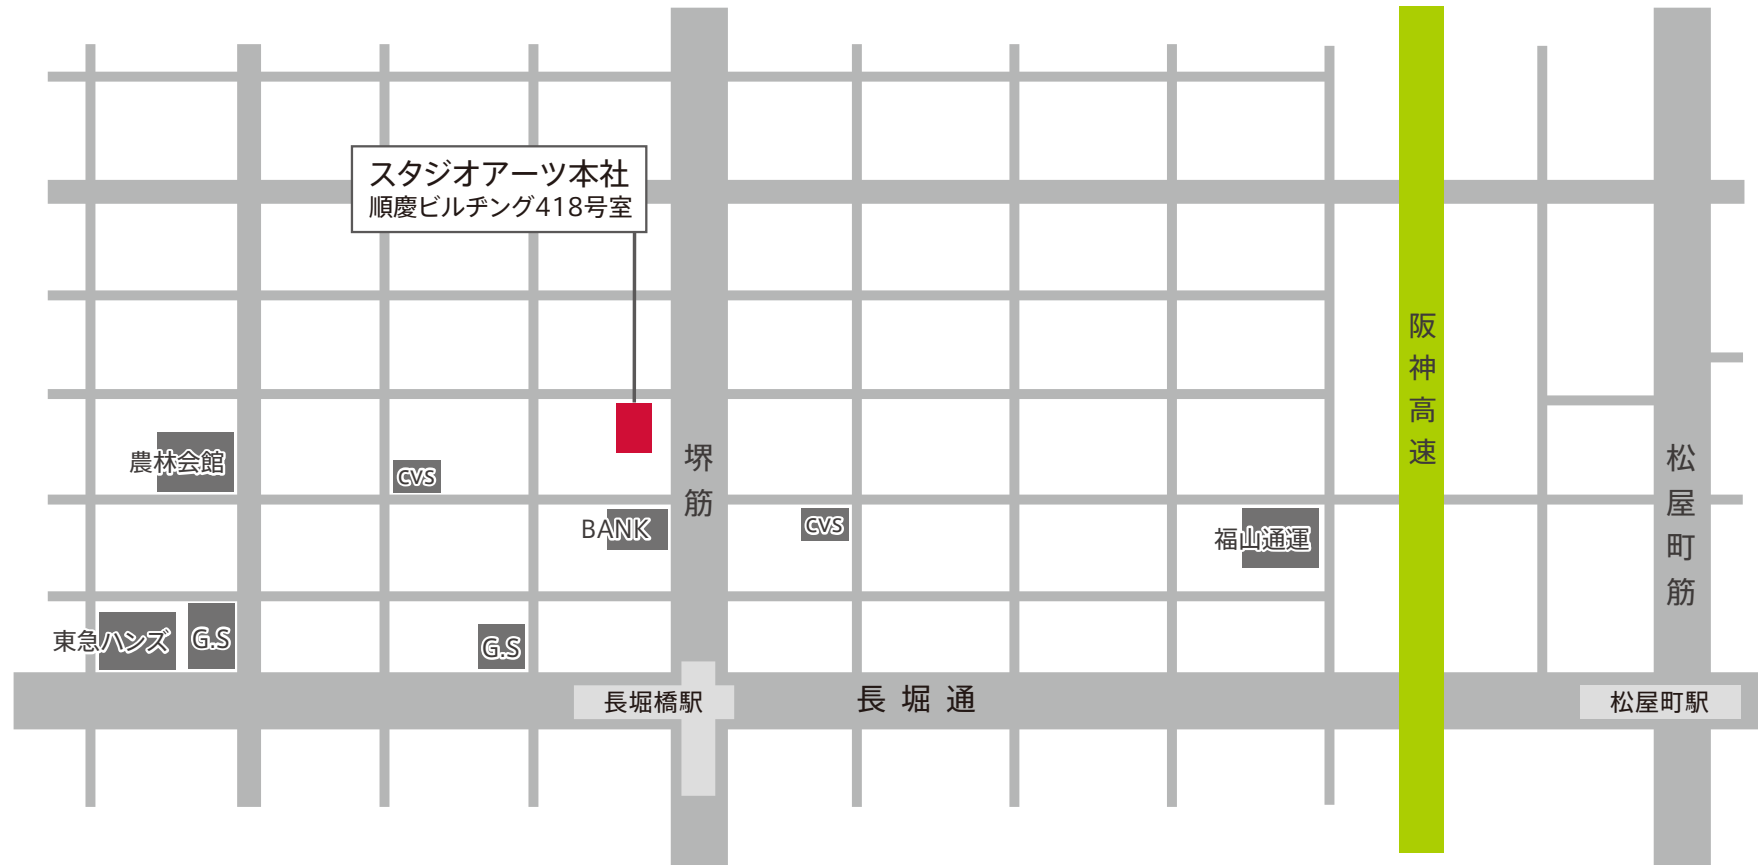 スタジオアーツ本社
順慶ビルヂング418号室
阪神高速
堺筋
松屋町筋
農林会館
CVS
BANK
CVS
福山通運
東急ハンズ
G.S
G.S
長堀橋駅
長堀通
松屋町駅